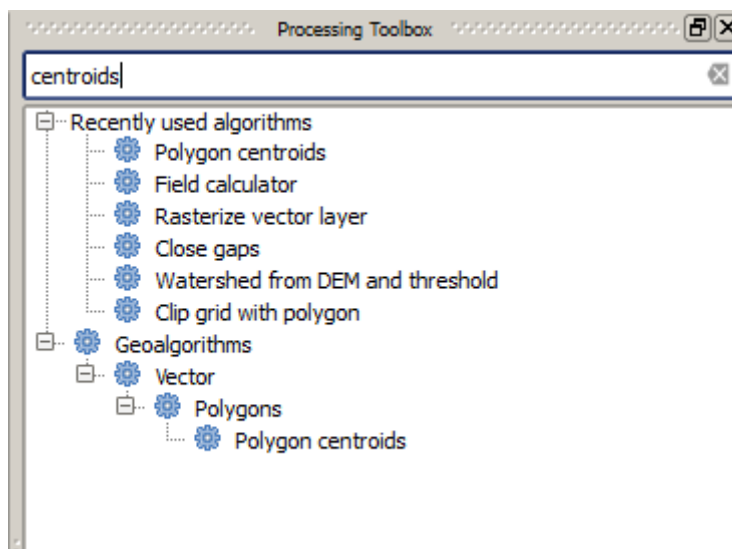 Processing Toolbox
centroids
Recently used algorithms
Polygon centroids
Field calculator
Rasterize vector layer
Close gaps
Watershed from DEM and threshold
Clip grid with polygon
Geoalgorithms
Vector
Polygons
Polygon centroids